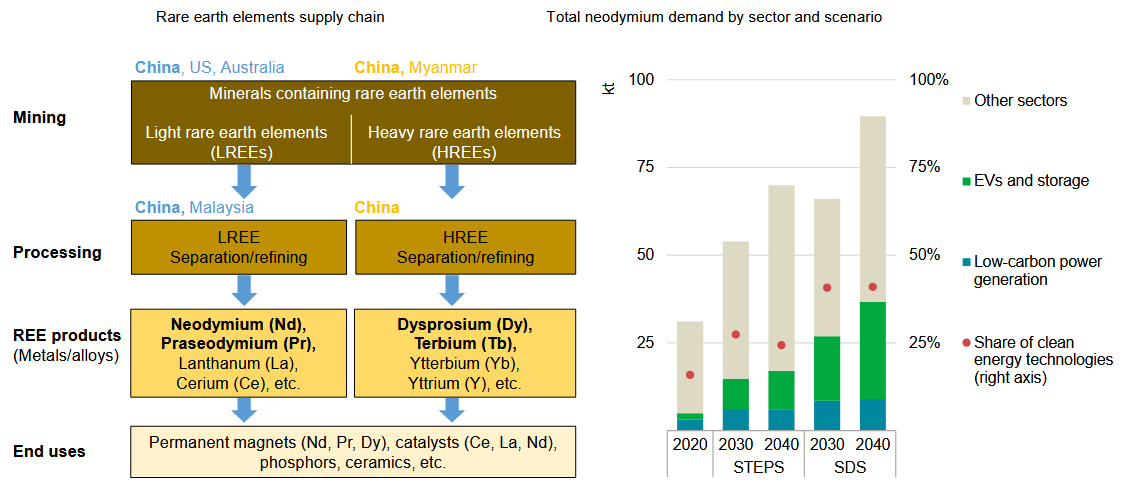 Rare earth elements supply chain
China, US, Australia
China, Myanmar
Mining
Minerals containing rare earth elements
Light rare earth elements
(LREEs)
Heavy rare earth elements
(HREEs)
China, Malaysia
China
Processing
LREE
Separation/refining
HREE
Separation/refining
REE products
(Metals/alloys)
Neodymium (Nd),
Praseodymium (Pr),
Lanthanum (La),
Cerium (Ce), etc.
Dysprosium (Dy),
Terbium (Tb),
Ytterbium (Yb),
Yttrium (Y), etc.
End uses
Permanent magnets (Nd, Pr, Dy), catalysts (Ce, La, Nd),
phosphors, ceramics, etc.
Total neodymium demand by sector and scenario
kt
100
75
50
25
100%
75%
50%
25%
2020
2030
2040
2030
2040
STEPS
SDS
Other sectors
EVs and storage
Low-carbon power
generation
Share of clean
energy technologies
(right axis)